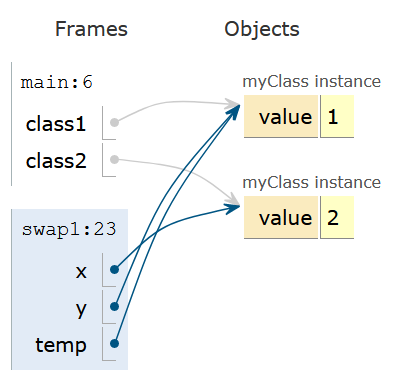 Frames Objects
main:6
class1
class2
myClass instance
value 1
myClass instance
value 2
swap1:23
x
y
temp